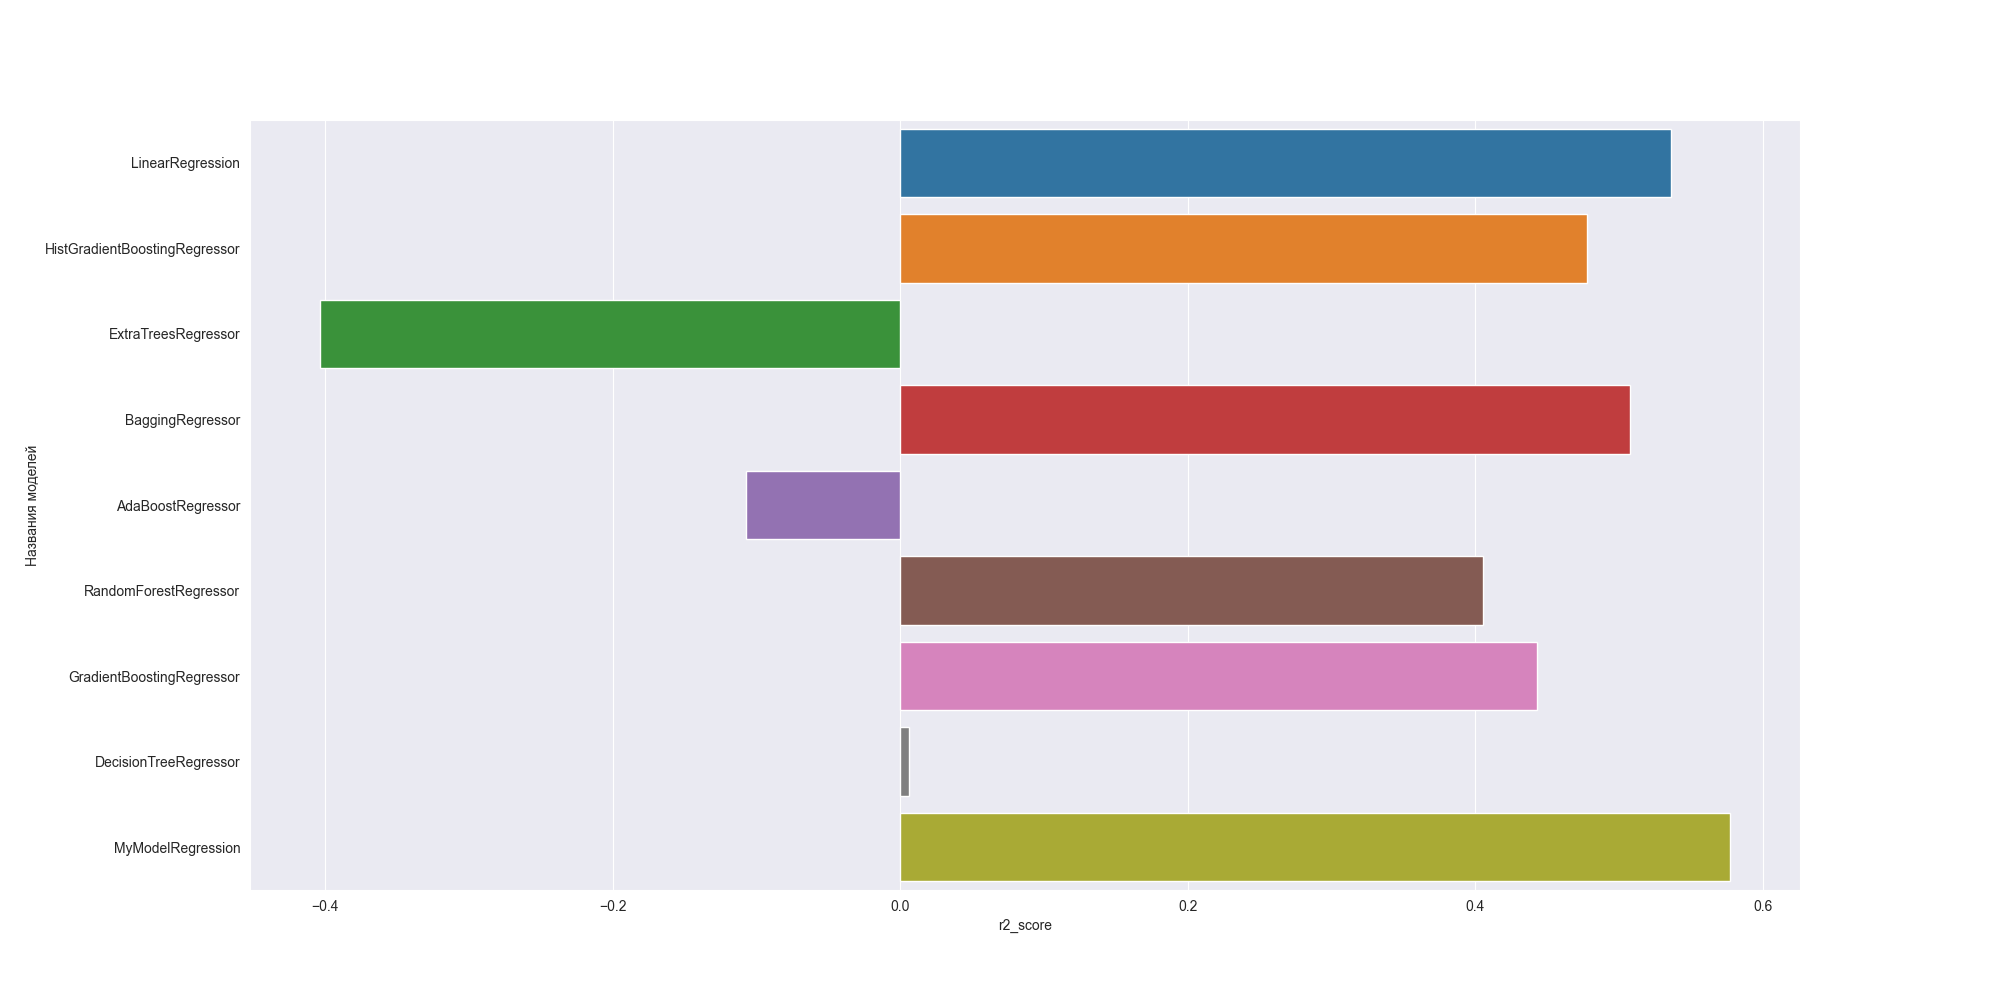 LinearRegression
HistGradientBoostingRegressor
ExtraTreesRegressor
BaggingRegressor
AdaBoostRegressor
RandomForestRegressor
GradientBoostingRegressor
DecisionTreeRegressor
MyModelRegression
Названия моделей
−0.4 −0.2 0.0 0.2 0.4 0.6
r2_score